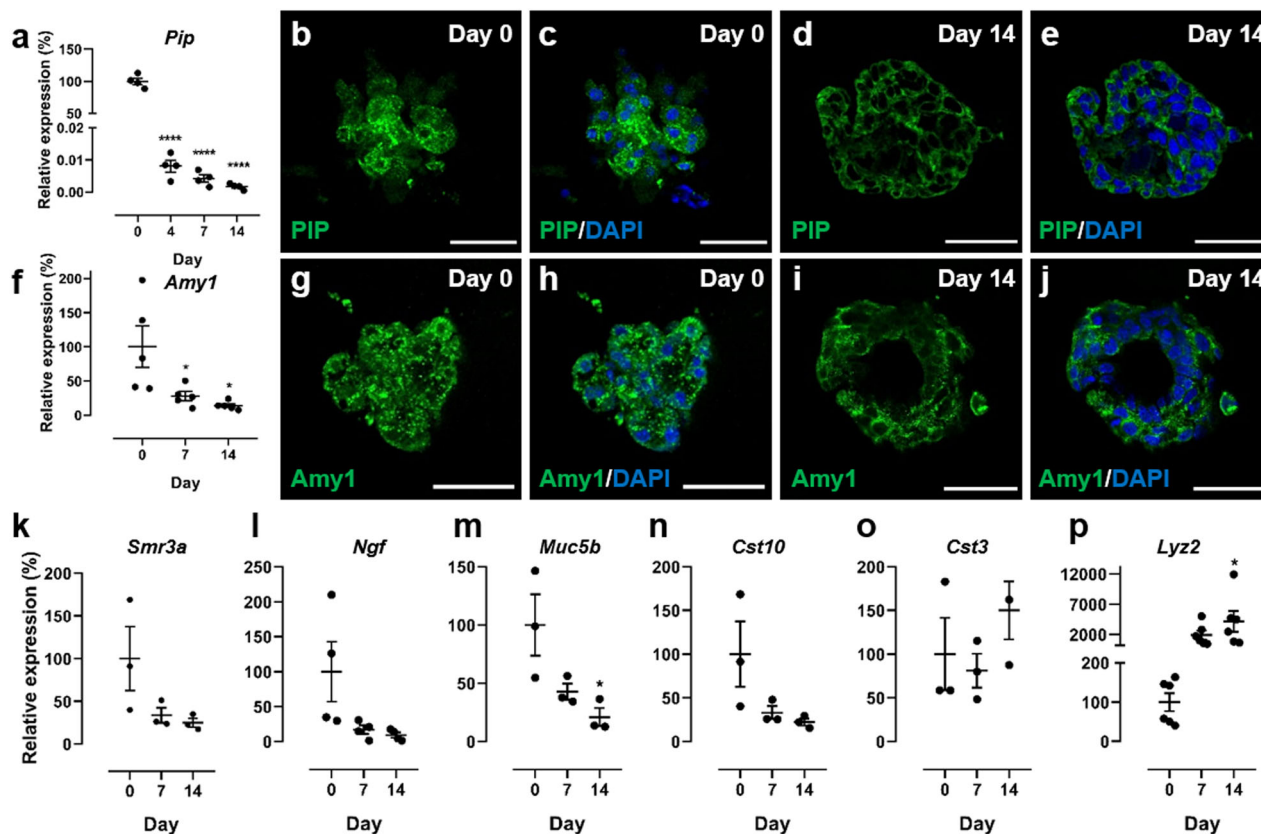 a
Pip
Relative expression (%)
150
100
50
0.02
0.01
0.00
****
****
****
0
4
7
14
Day
b
Day 0
PIP
c
Day 0
PIP/DAPI
d
Day 14
PIP
e
Day 14
PIP/DAPI
f
Amy1
Relative expression (%)
200
150
100
50
0
*
*
0
7
14
Day
g
Day 0
Amy1
h
Day 0
Amy1/DAPI
i
Day 14
Amy1
j
Day 14
Amy1/DAPI
k
Smr3a
Relative expression (%)
200
150
100
50
0
0
7
14
Day
l
Ngf
250
200
150
100
50
0
0
7
14
Day
m
Muc5b
150
100
50
0
*
0
7
14
Day
n
Cst10
200
150
100
50
0
0
7
14
Day
o
Cst3
200
150
100
50
0
0
7
14
Day
p
Lyz2
12000
7000
2000
200
100
0
*
0
7
14
Day